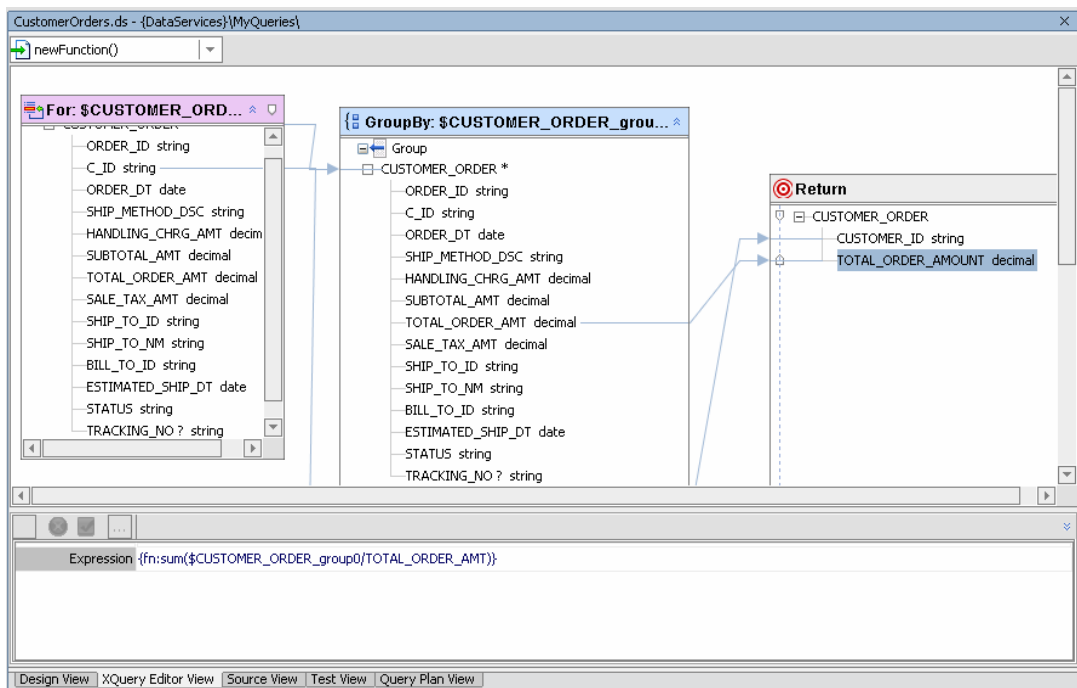 CustomerOrders.ds - {DataServices}\MyQueries\
newFunction()
For: $CUSTOMER_ORD...
CUSTOMER_ORDER
ORDER_ID string
C_ID string
ORDER_DT date
SHIP_METHOD_DSC string
HANDLING_CHRG_AMT decim
SUBTOTAL_AMT decimal
TOTAL_ORDER_AMT decimal
SALE_TAX_AMT decimal
SHIP_TO_ID string
SHIP_TO_NM string
BILL_TO_ID string
ESTIMATED_SHIP_DT date
STATUS string
TRACKING_NO ? string
GroupBy: $CUSTOMER_ORDER_grou...
Group
CUSTOMER_ORDER *
ORDER_ID string
C_ID string
ORDER_DT date
SHIP_METHOD_DSC string
HANDLING_CHRG_AMT decimal
SUBTOTAL_AMT decimal
TOTAL_ORDER_AMT decimal
SALE_TAX_AMT decimal
SHIP_TO_ID string
SHIP_TO_NM string
BILL_TO_ID string
ESTIMATED_SHIP_DT date
STATUS string
TRACKING_NO ? string
Return
CUSTOMER_ORDER
CUSTOMER_ID string
TOTAL_ORDER_AMOUNT decimal
...
Expression {fn:sum($CUSTOMER_ORDER_group0/TOTAL_ORDER_AMT)}
Design View XQuery Editor View Source View Test View Query Plan View